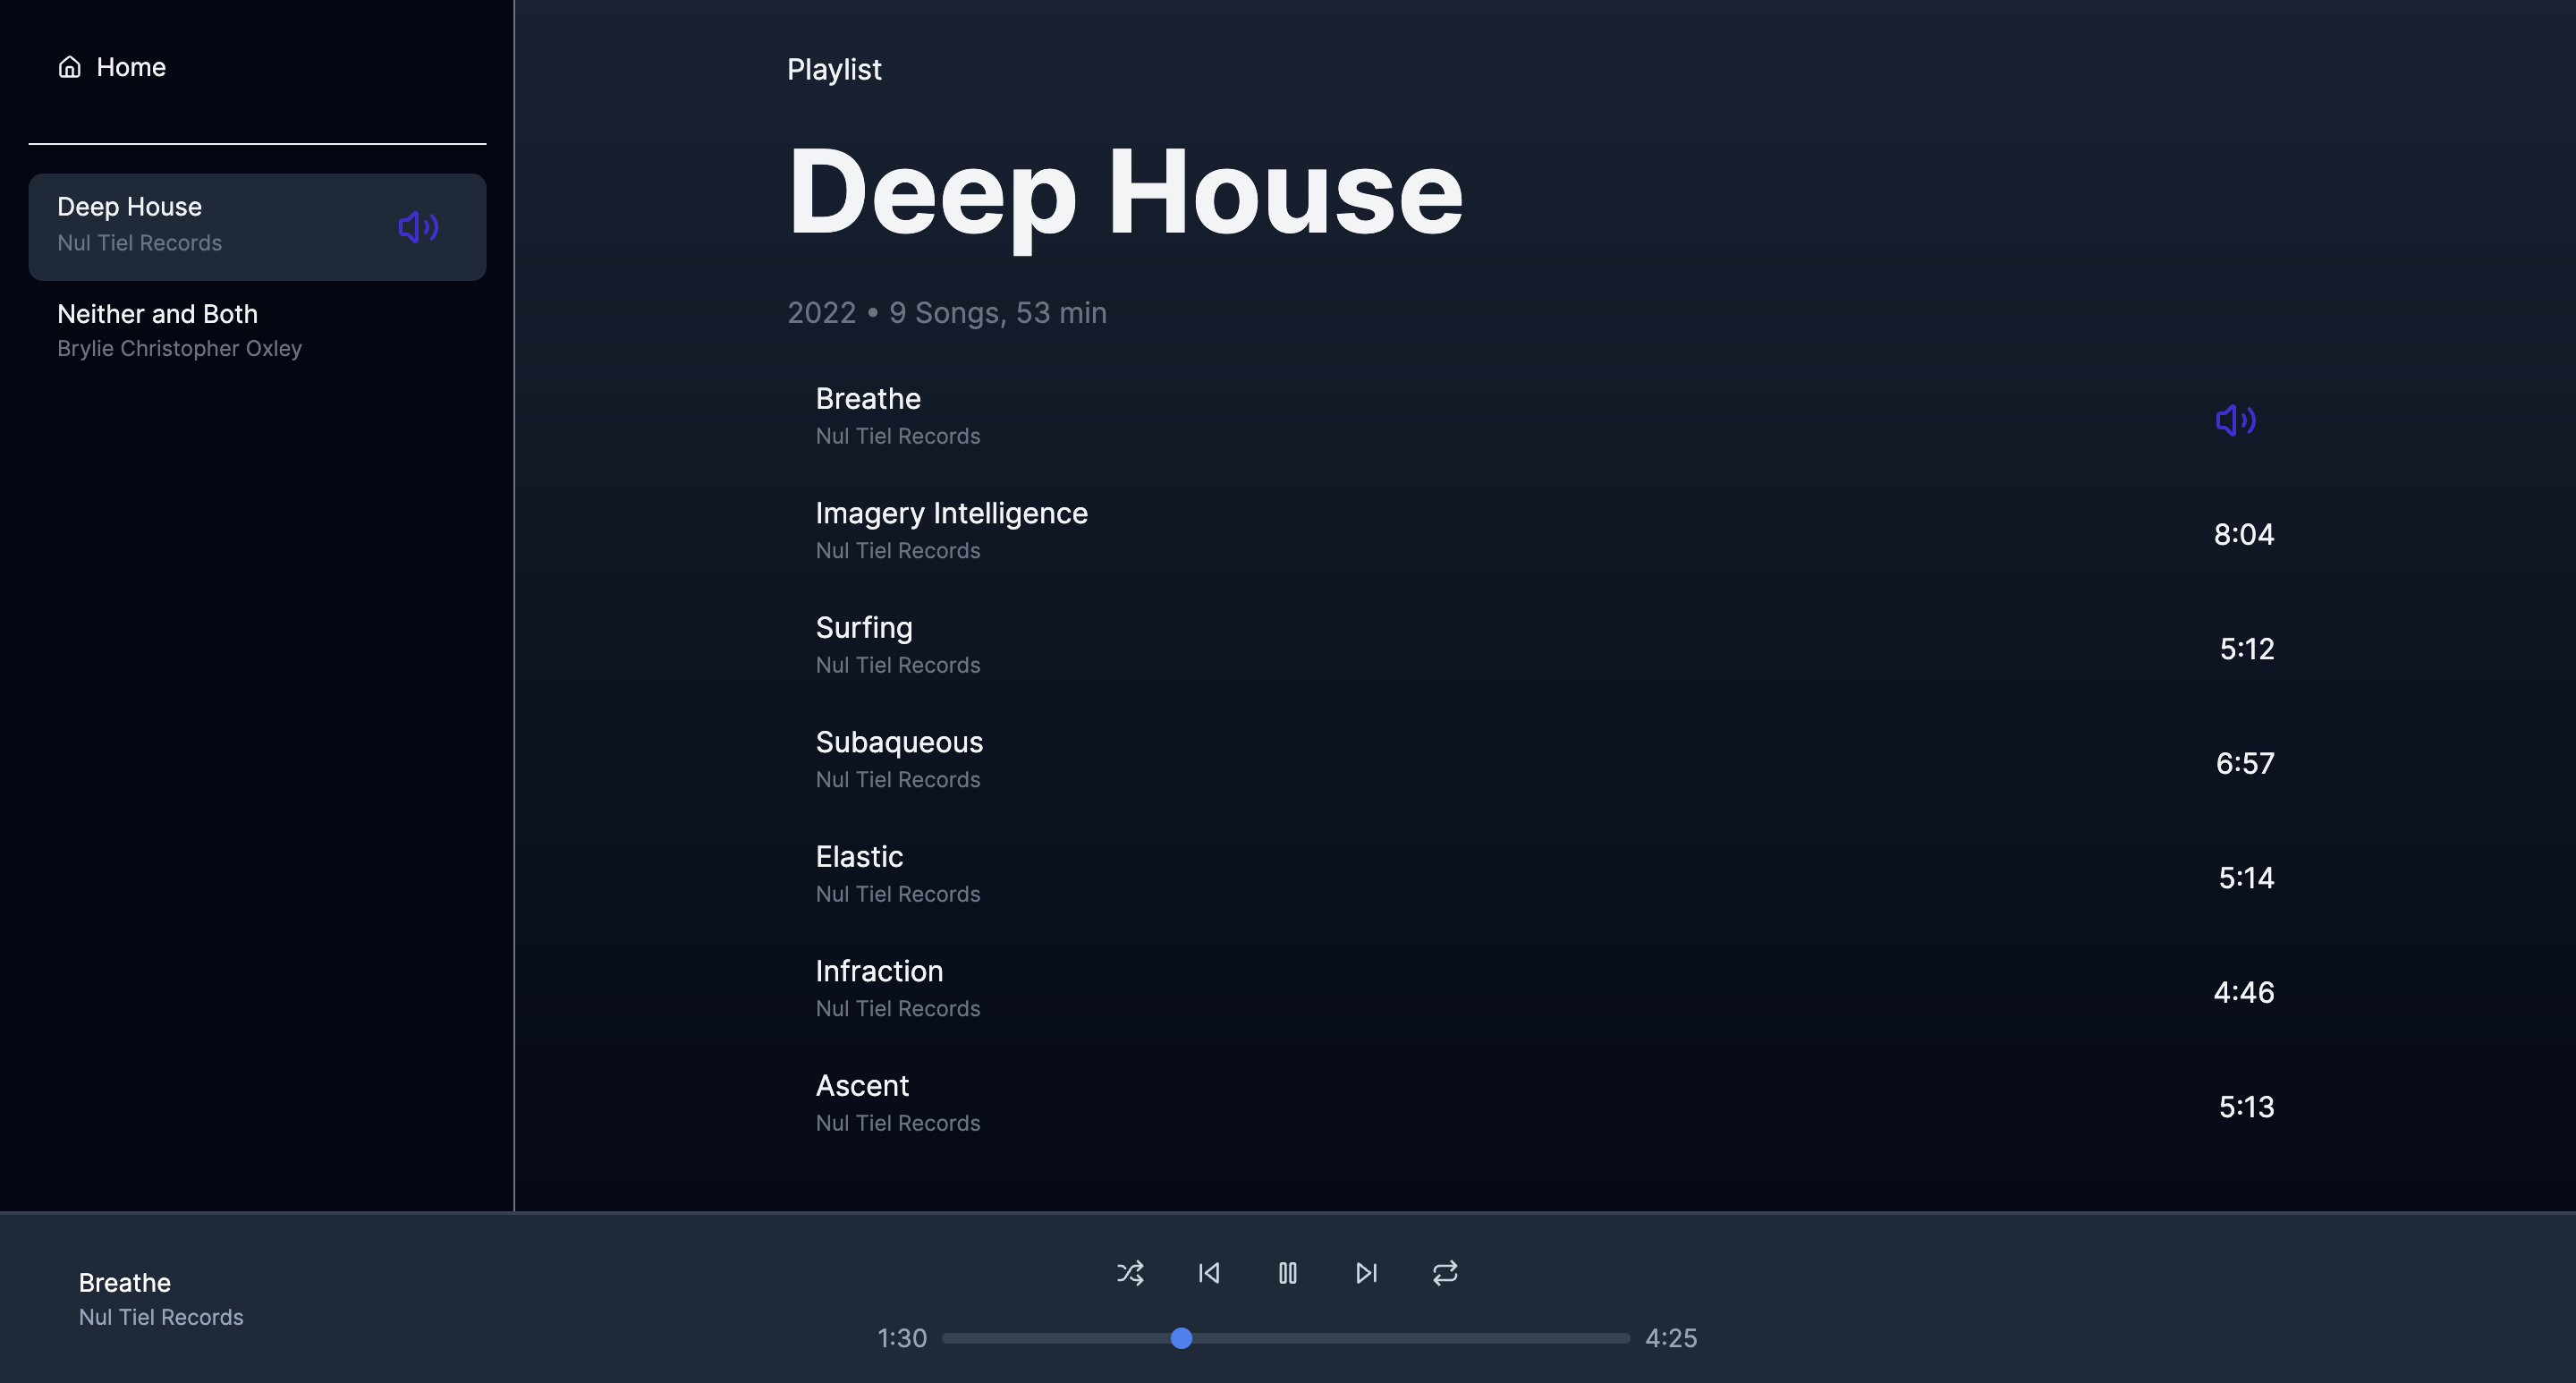 Home
Deep House
Nul Tiel Records
Neither and Both
Brylie Christopher Oxley
Playlist
Deep House
2022 • 9 Songs, 53 min
Breathe
Nul Tiel Records
Imagery Intelligence
Nul Tiel Records
8:04
Surfing
Nul Tiel Records
5:12
Subaqueous
Nul Tiel Records
6:57
Elastic
Nul Tiel Records
5:14
Infraction
Nul Tiel Records
4:46
Ascent
Nul Tiel Records
5:13
Breathe
Nul Tiel Records
1:30
4:25